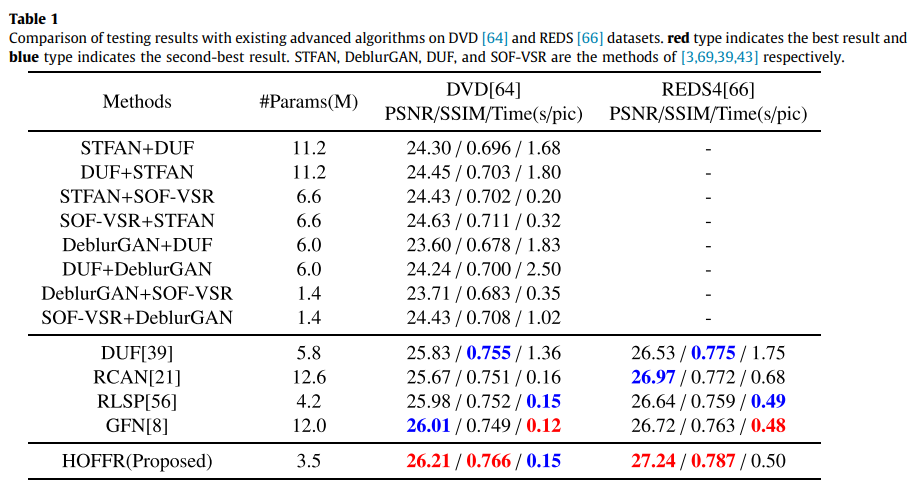 Table 1
Comparison of testing results with existing advanced algorithms on DVD [64] and REDS [66] datasets. red type indicates the best result and
blue type indicates the second-best result. STFAN, DeblurGAN, DUF, and SOF-VSR are the methods of [3,69,39,43] respectively.
Methods #Params(M) DVD[64] REDS4[66]
PSNR/SSIM/Time(s/pic) PSNR/SSIM/Time(s/pic)
STFAN+DUF 11.2 24.30 / 0.696 / 1.68 -
DUF+STFAN 11.2 24.45 / 0.703 / 1.80 -
STFAN+SOF-VSR 6.6 24.43 / 0.702 / 0.20 -
SOF-VSR+STFAN 6.6 24.63 / 0.711 / 0.32 -
DeblurGAN+DUF 6.0 23.60 / 0.678 / 1.83 -
DUF+DeblurGAN 6.0 24.24 / 0.700 / 2.50 -
DeblurGAN+SOF-VSR 1.4 23.71 / 0.683 / 0.35 -
SOF-VSR+DeblurGAN 1.4 24.43 / 0.708 / 1.02 -
DUF[39] 5.8 25.83 / 0.755 / 1.36 26.53 / 0.775 / 1.75
RCAN[21] 12.6 25.67 / 0.751 / 0.16 26.97 / 0.772 / 0.68
RLSP[56] 4.2 25.98 / 0.752 / 0.15 26.64 / 0.759 / 0.49
GFN[8] 12.0 26.01 / 0.749 / 0.12 26.72 / 0.763 / 0.48
HOFFR(Proposed) 3.5 26.21 / 0.766 / 0.15 27.24 / 0.787 / 0.50